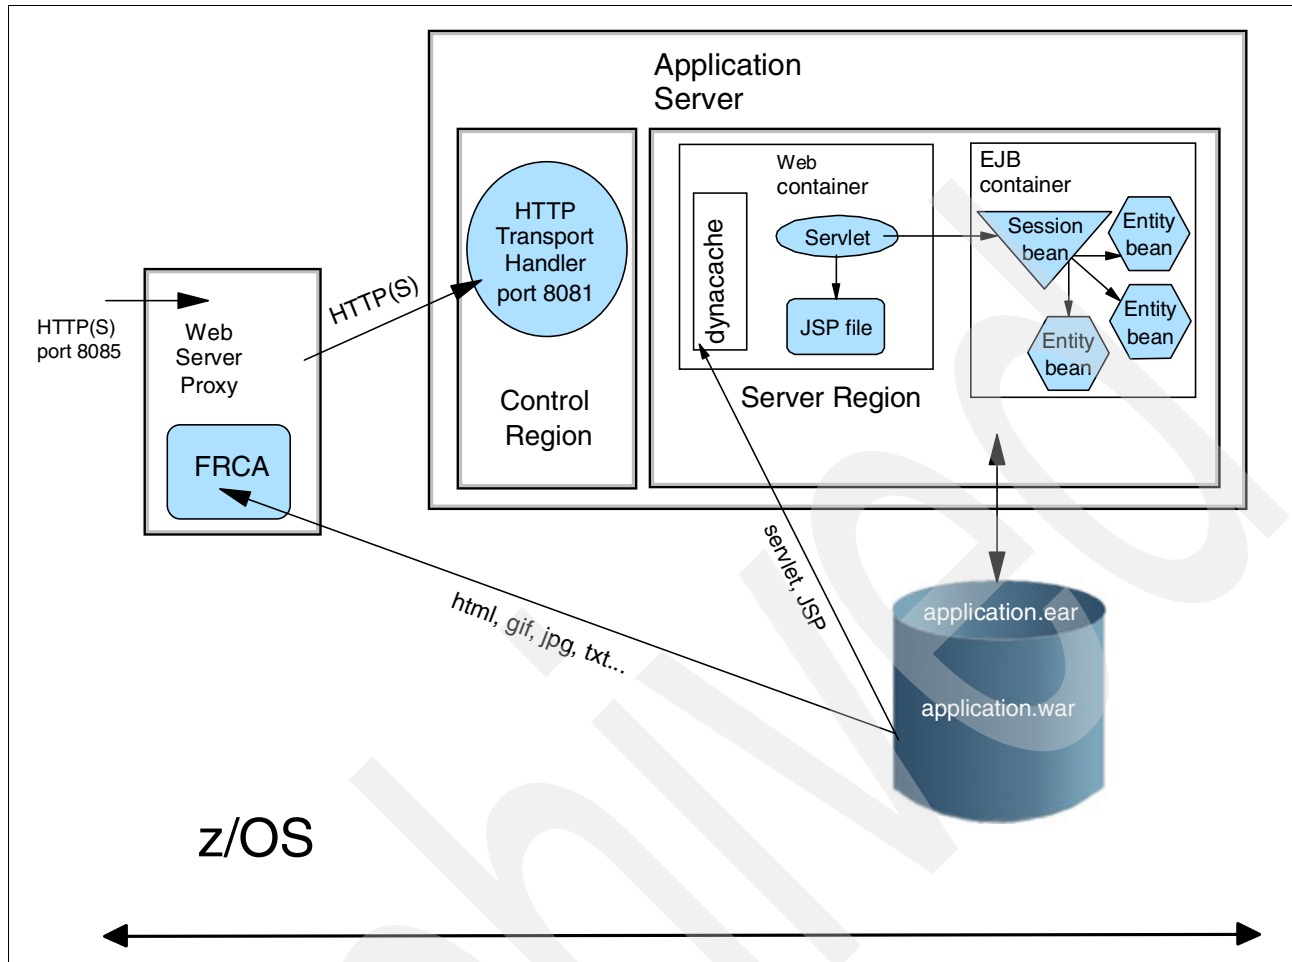 Application
Server
HTTP(S)
port 8085
Web
Server
Proxy
FRCA
HTTP(S)
HTTP
Transport
Handler
port 8081
Control
Region
dynacache
Web
container
Servlet
JSP file
Server Region
EJB
container
Session
bean
Entity
bean
Entity
bean
Entity
bean
servlet, JSP
html, gif, jpg, txt...
application.ear
application.war
z/OS